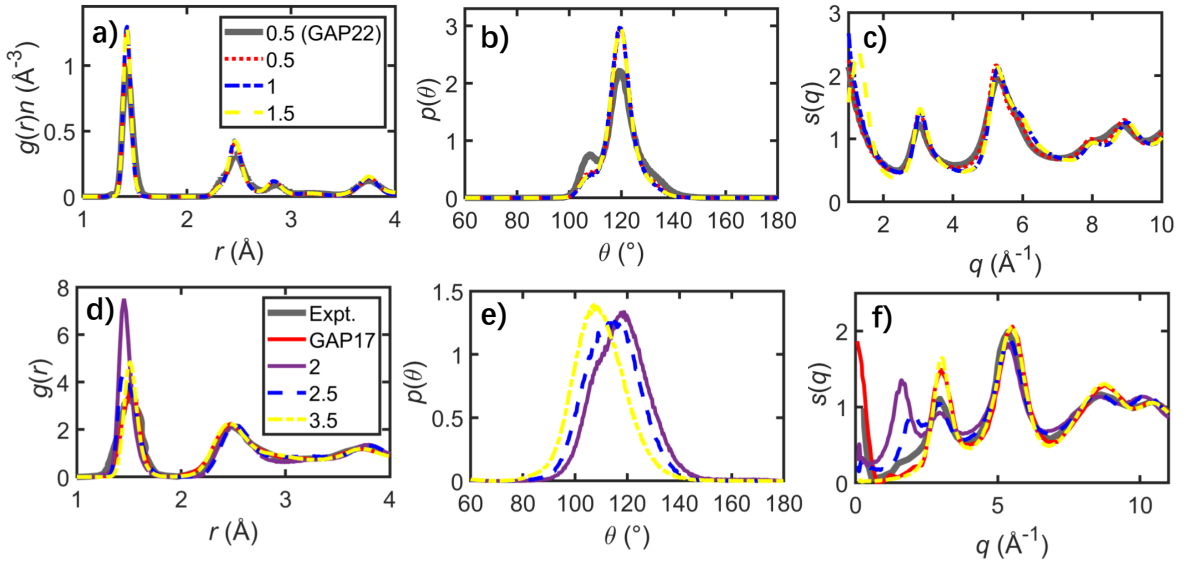 a)
g(r)n (Å⁻³)
1
0.5
0
0.5 (GAP22)
0.5
1
1.5
1 2 3 4
r (Å)
b)
p(θ)
4
3
2
1
0
60 80 100 120 140 160 180
θ (°)
c)
s(q)
3
2
1
0
2 4 6 8 10
q (Å⁻¹)
d)
g(r)
8
6
4
2
0
Expt.
GAP17
2
2.5
3.5
1 2 3 4
r (Å)
e)
p(θ)
1.5
1
0.5
0
60 80 100 120 140 160 180
θ (°)
f)
s(q)
2
1
0
0 5 10
q (Å⁻¹)